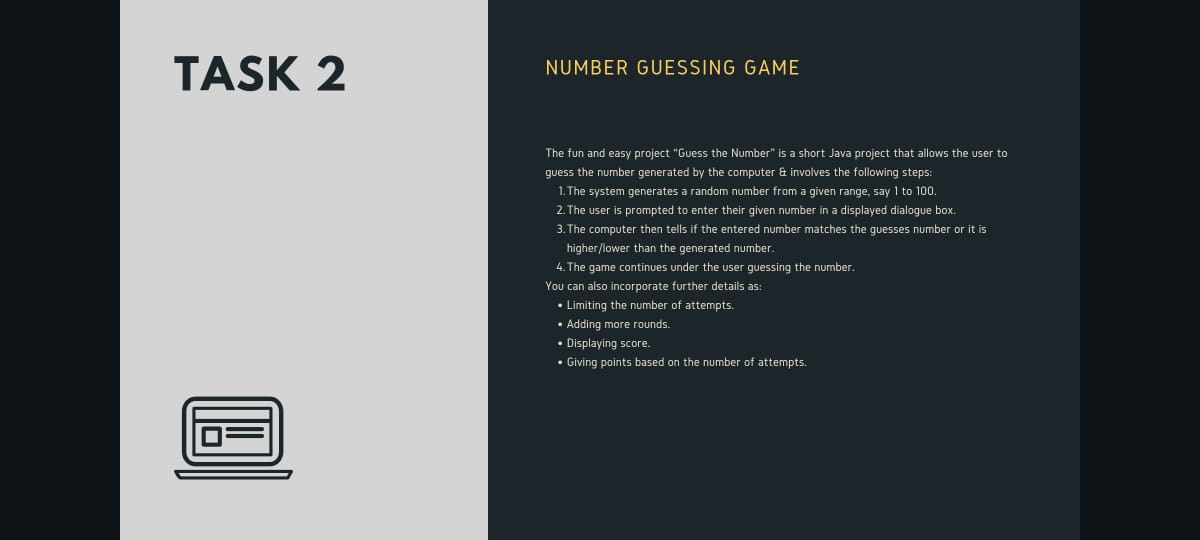 TASK 2
NUMBER GUESSING GAME
The fun and easy project “Guess the Number” is a short Java project that allows the user to
guess the number generated by the computer & involves the following steps:
1. The system generates a random number from a given range, say 1 to 100.
2. The user is prompted to enter their given number in a displayed dialogue box.
3. The computer then tells if the entered number matches the guesses number or it is
higher/lower than the generated number.
4. The game continues under the user guessing the number.
You can also incorporate further details as:
• Limiting the number of attempts.
• Adding more rounds.
• Displaying score.
• Giving points based on the number of attempts.